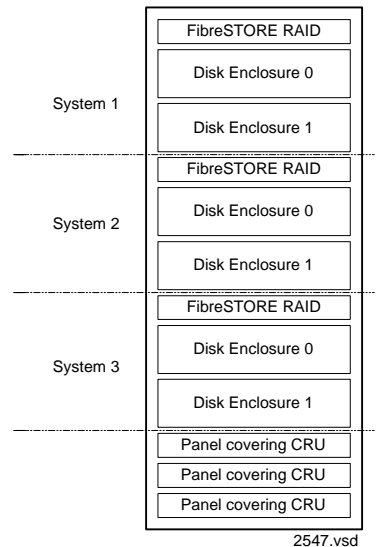 FibreSTORE RAID
Disk Enclosure 0
System 1
Disk Enclosure 1
FibreSTORE RAID
Disk Enclosure 0
System 2
Disk Enclosure 1
FibreSTORE RAID
Disk Enclosure 0
System 3
Disk Enclosure 1
Panel covering CRU
Panel covering CRU
Panel covering CRU
2547.vsd